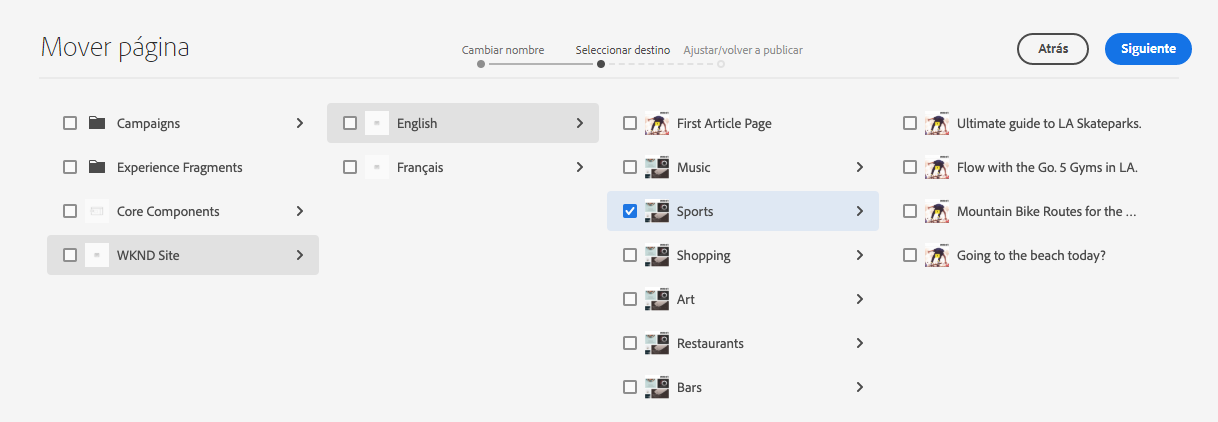 Mover página
Cambiar nombre
Seleccionar destino
Ajustar/volver a publicar
Atrás
Siguiente
Campaigns
Experience Fragments
Core Components
WKND Site
English
Français
First Article Page
Music
Sports
Shopping
Art
Restaurants
Bars
Ultimate guide to LA Skateparks.
Flow with the Go. 5 Gyms in LA.
Mountain Bike Routes for the ...
Going to the beach today?